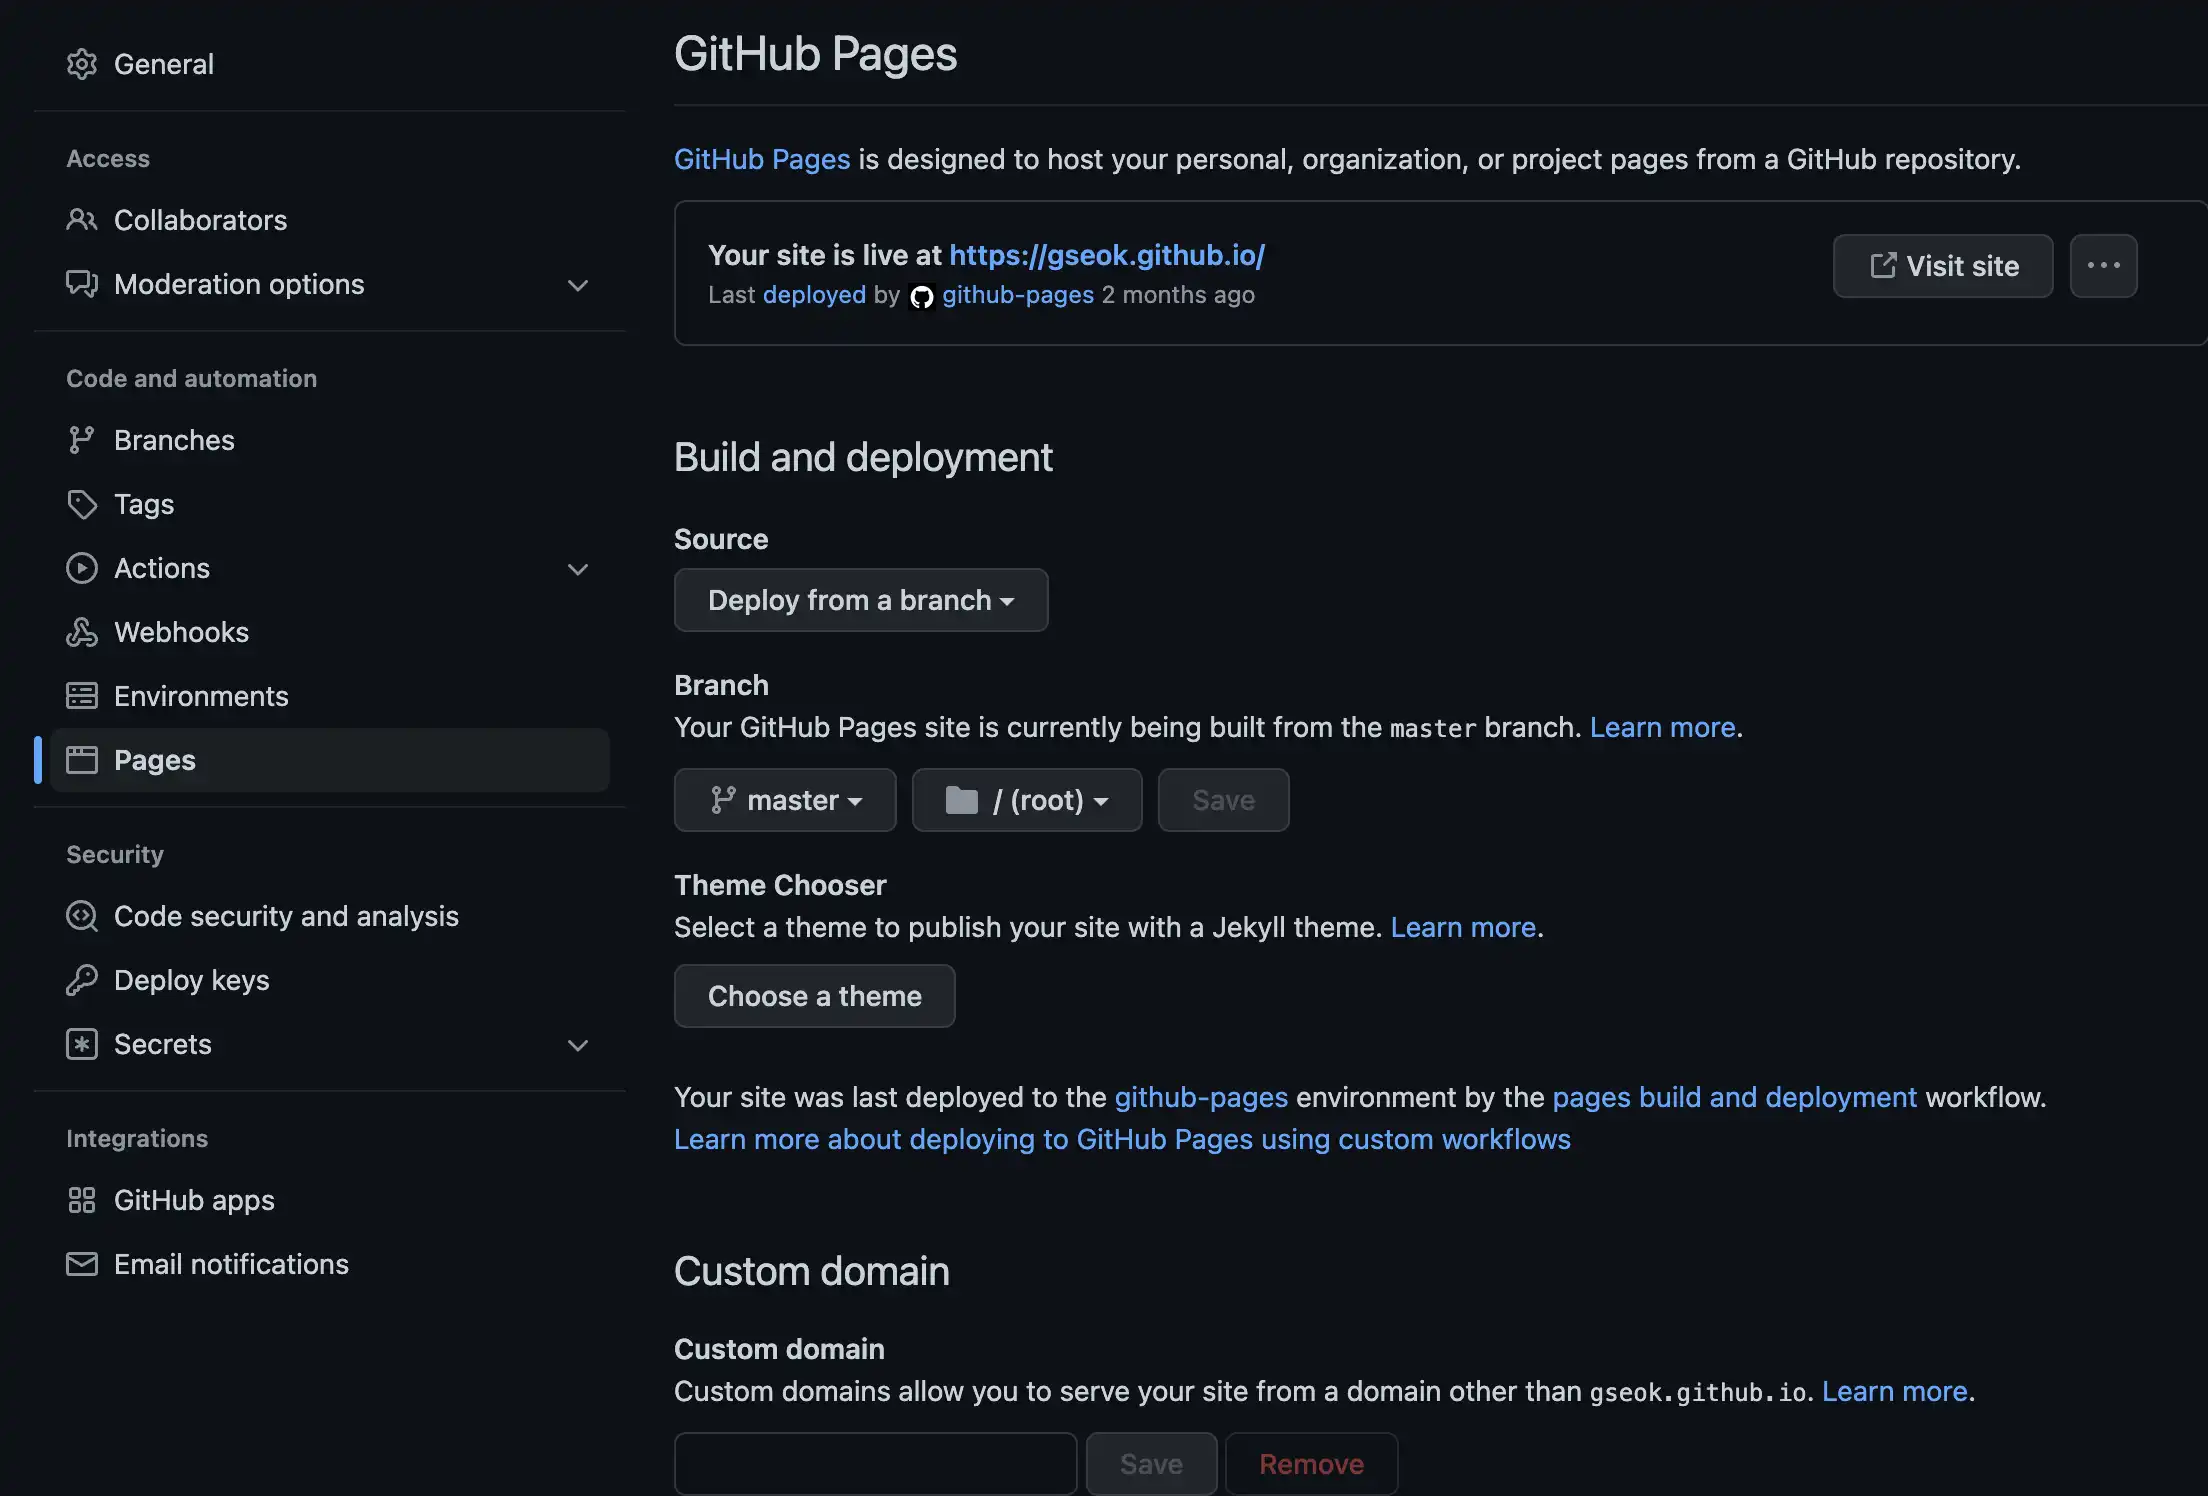 General
Access
Collaborators
Moderation options
Code and automation
Branches
Tags
Actions
Webhooks
Environments
Pages
Security
Code security and analysis
Deploy keys
Secrets
Integrations
GitHub apps
Email notifications
GitHub Pages
GitHub Pages is designed to host your personal, organization, or project pages from a GitHub repository.
Your site is live at https://gseok.github.io/
Last deployed by github-pages 2 months ago
Visit site
Build and deployment
Source
Deploy from a branch
Branch
Your GitHub Pages site is currently being built from the master branch. Learn more.
master / (root) Save
Theme Chooser
Select a theme to publish your site with a Jekyll theme. Learn more.
Choose a theme
Your site was last deployed to the github-pages environment by the pages build and deployment workflow.
Learn more about deploying to GitHub Pages using custom workflows
Custom domain
Custom domain
Custom domains allow you to serve your site from a domain other than gseok.github.io. Learn more.
Save Remove